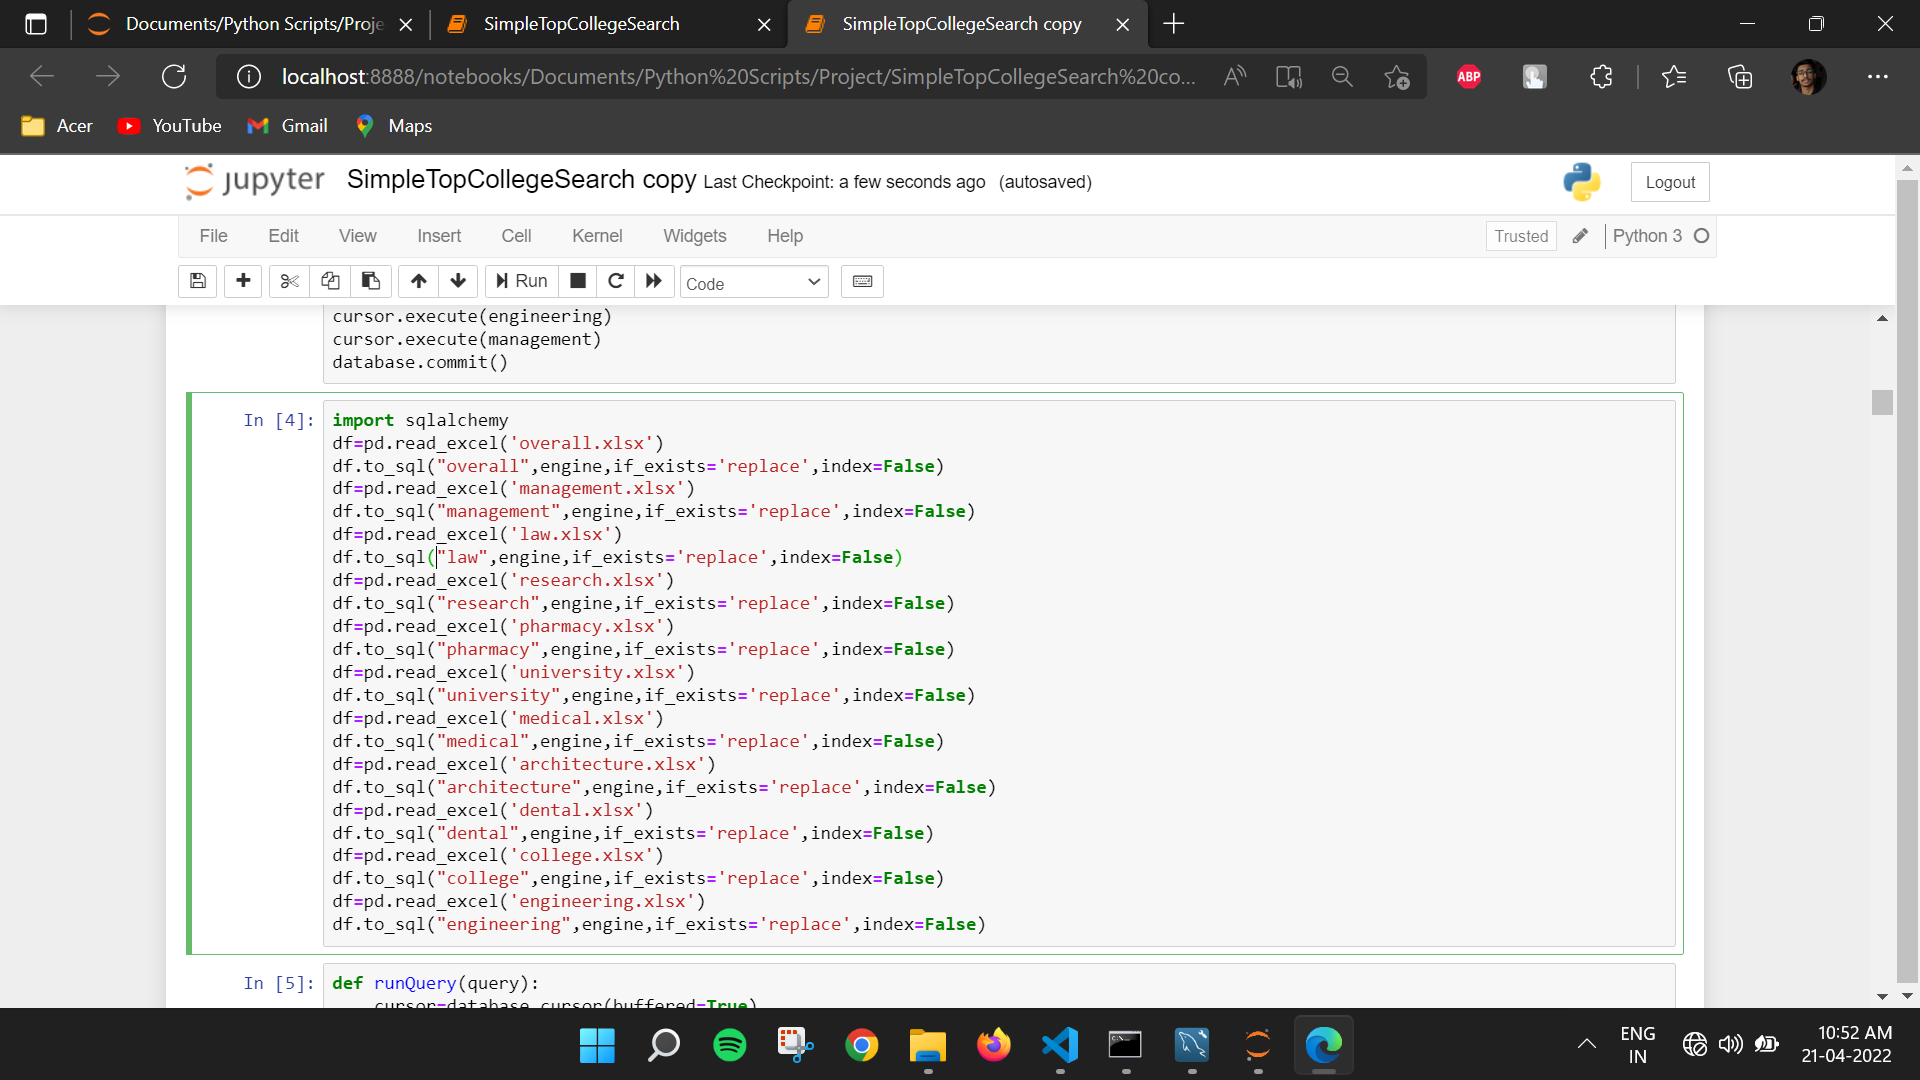 Documents/Python Scripts/Proje
SimpleTopCollegeSearch
SimpleTopCollegeSearch copy
localhost:8888/notebooks/Documents/Python%20Scripts/Project/SimpleTopCollegeSearch%20co...
ABP
Acer
YouTube
Gmail
Maps
jupyter
SimpleTopCollegeSearch copy Last Checkpoint: a few seconds ago (autosaved)
Logout
File Edit View Insert Cell Kernel Widgets Help
Trusted
Python 3
Run
Code
cursor.execute(engineering)
cursor.execute(management)
database.commit()
In [4]:
import sqlalchemy
df=pd.read_excel('overall.xlsx')
df.to_sql("overall",engine,if_exists='replace',index=False)
df=pd.read_excel('management.xlsx')
df.to_sql("management",engine,if_exists='replace',index=False)
df=pd.read_excel('law.xlsx')
df.to_sql("law",engine,if_exists='replace',index=False)
df=pd.read_excel('research.xlsx')
df.to_sql("research",engine,if_exists='replace',index=False)
df=pd.read_excel('pharmacy.xlsx')
df.to_sql("pharmacy",engine,if_exists='replace',index=False)
df=pd.read_excel('university.xlsx')
df.to_sql("university",engine,if_exists='replace',index=False)
df=pd.read_excel('medical.xlsx')
df.to_sql("medical",engine,if_exists='replace',index=False)
df=pd.read_excel('architecture.xlsx')
df.to_sql("architecture",engine,if_exists='replace',index=False)
df=pd.read_excel('dental.xlsx')
df.to_sql("dental",engine,if_exists='replace',index=False)
df=pd.read_excel('college.xlsx')
df.to_sql("college",engine,if_exists='replace',index=False)
df=pd.read_excel('engineering.xlsx')
df.to_sql("engineering",engine,if_exists='replace',index=False)
In [5]:
def runQuery(query):
cursor=database.cursor(buffered=True)
ENG
IN
10:52 AM
21-04-2022